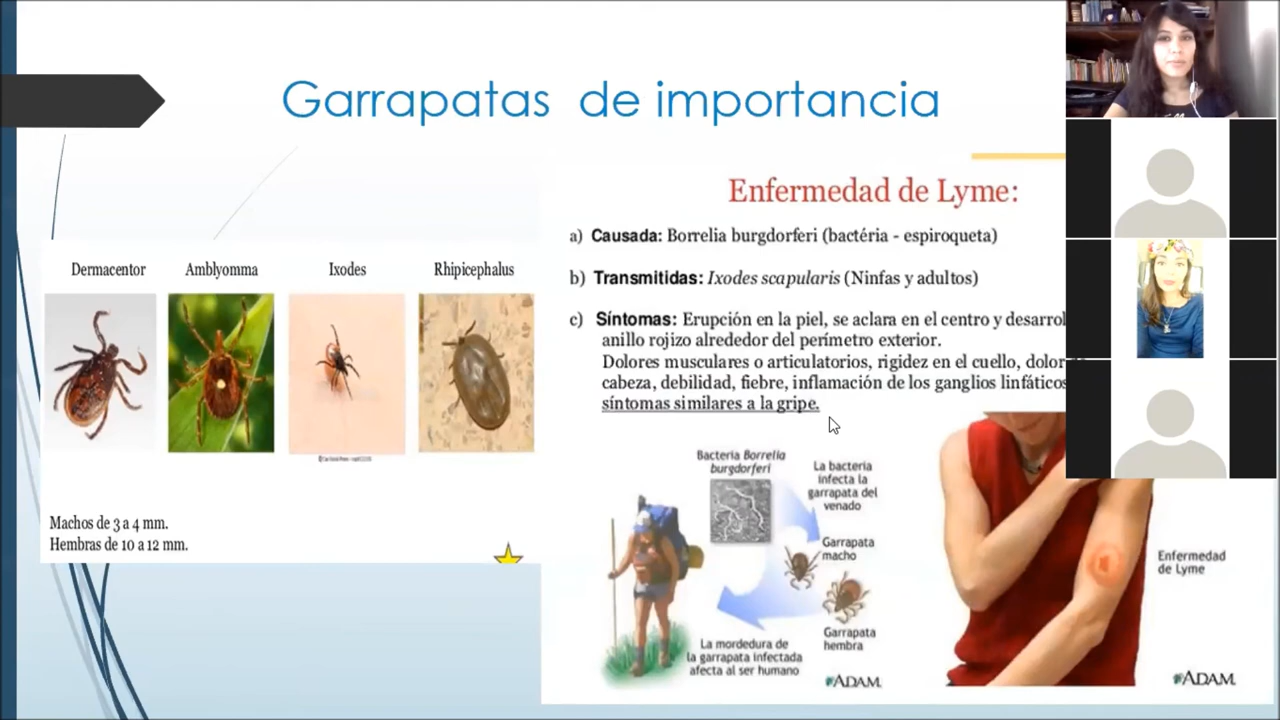 Garrapatas de importancia
Dermacentor Amblyomma Ixodes Rhipicephalus
Machos de 3 a 4 mm.
Hembras de 10 a 12 mm.
Enfermedad de Lyme:
a) Causada: Borrelia burgdorferi (bactéria - espiroqueta)
b) Transmitidas: Ixodes scapularis (Ninfas y adultos)
c) Síntomas: Erupción en la piel, se aclara en el centro y
anillo rojizo alrededor del perímetro exterior.
Dolores musculares o articulatorios, rigidez en el cuello, dolor
cabeza, debilidad, fiebre, inflamación de los ganglios linfáticos
síntomas similares a la gripe.
Bacteria Borrelia
burgdorferi
La bacteria
infecta la
garrapata del
venado
Garrapata
macho
Garrapata
hembra
La mordedura de
la garrapata infectada
afecta al ser humano
ADAM.
Enfermedad
de Lyme
ADAM.